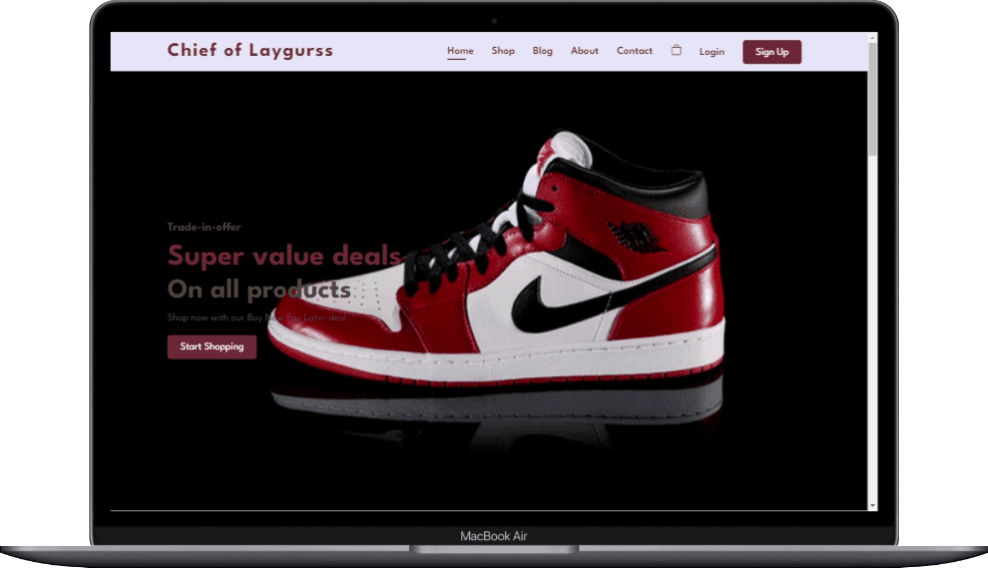 Chief of Laygurss
Home Shop Blog About Contact Login Sign Up
Trade-in-offer
Super value deals
On all products
Shop now with our Buy Now Pay Later deal
Start Shopping
MacBook Air